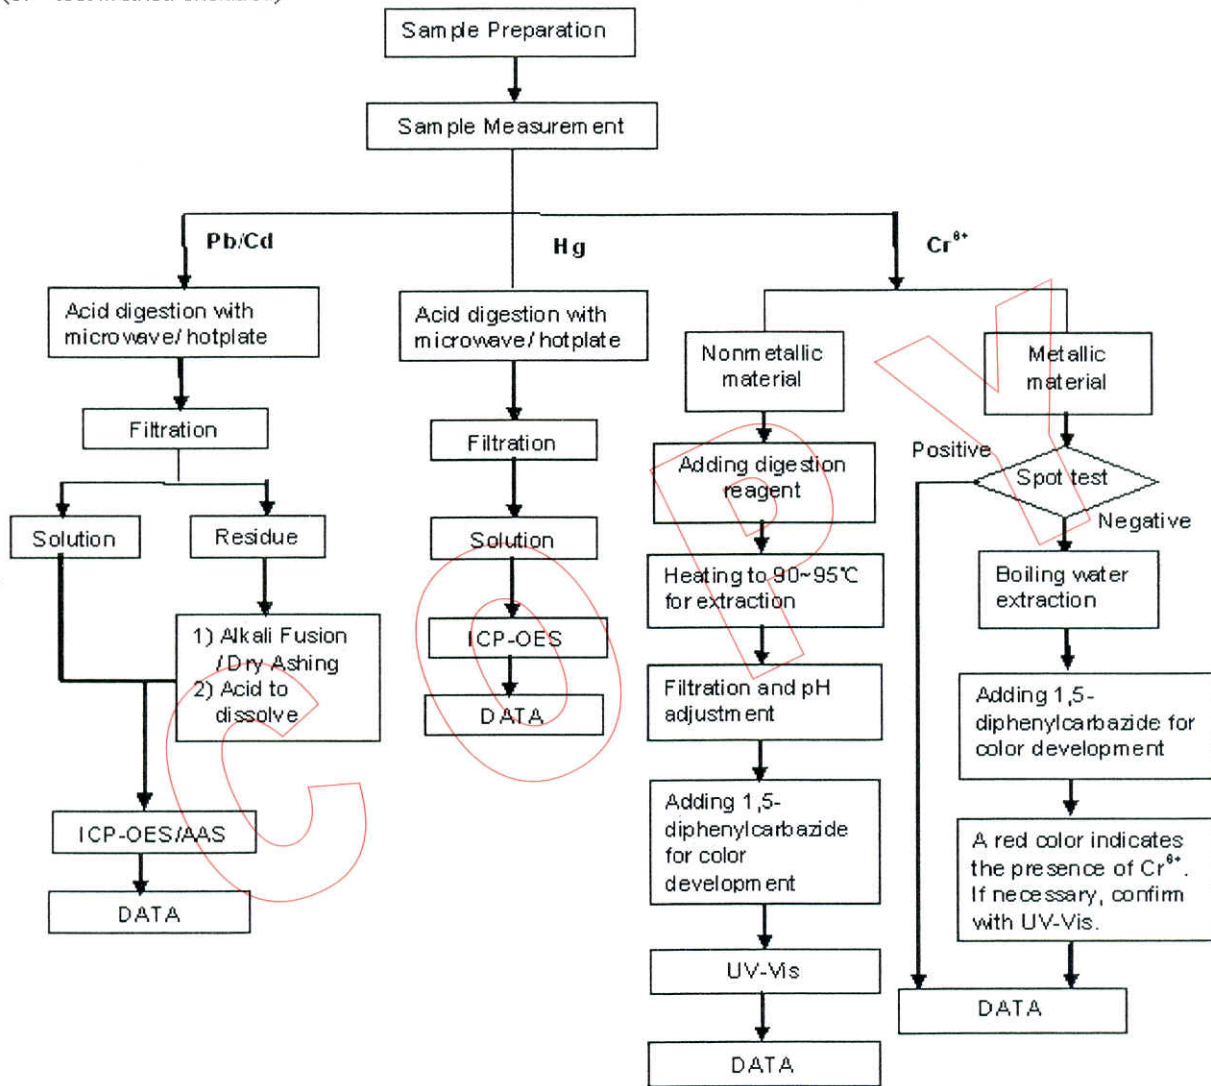 Sample Preparation
Sample Measurement
Pb/Cd
Hg
Cr⁶⁺
Acid digestion with
microwave/ hotplate
Filtration
Solution
Residue
1) Alkali Fusion
/Dry Ashing
2) Acid to
dissolve
ICP-OES/AAS
DATA
Acid digestion with
microwave/ hotplate
Filtration
Solution
ICP-OES
DATA
Nonmetallic
material
Adding digestion
reagent
Heating to 90~95℃
for extraction
Filtration and pH
adjustment
Adding 1,5-
diphenylcarbazide
for color
development
UV-Vis
DATA
Metallic
material
Spot test
Positive
Negative
Boiling water
extraction
Adding 1,5-
diphenylcarbazide for
color development
A red color indicates
the presence of Cr⁶⁺.
If necessary, confirm
with UV-Vis.
DATA
COPY